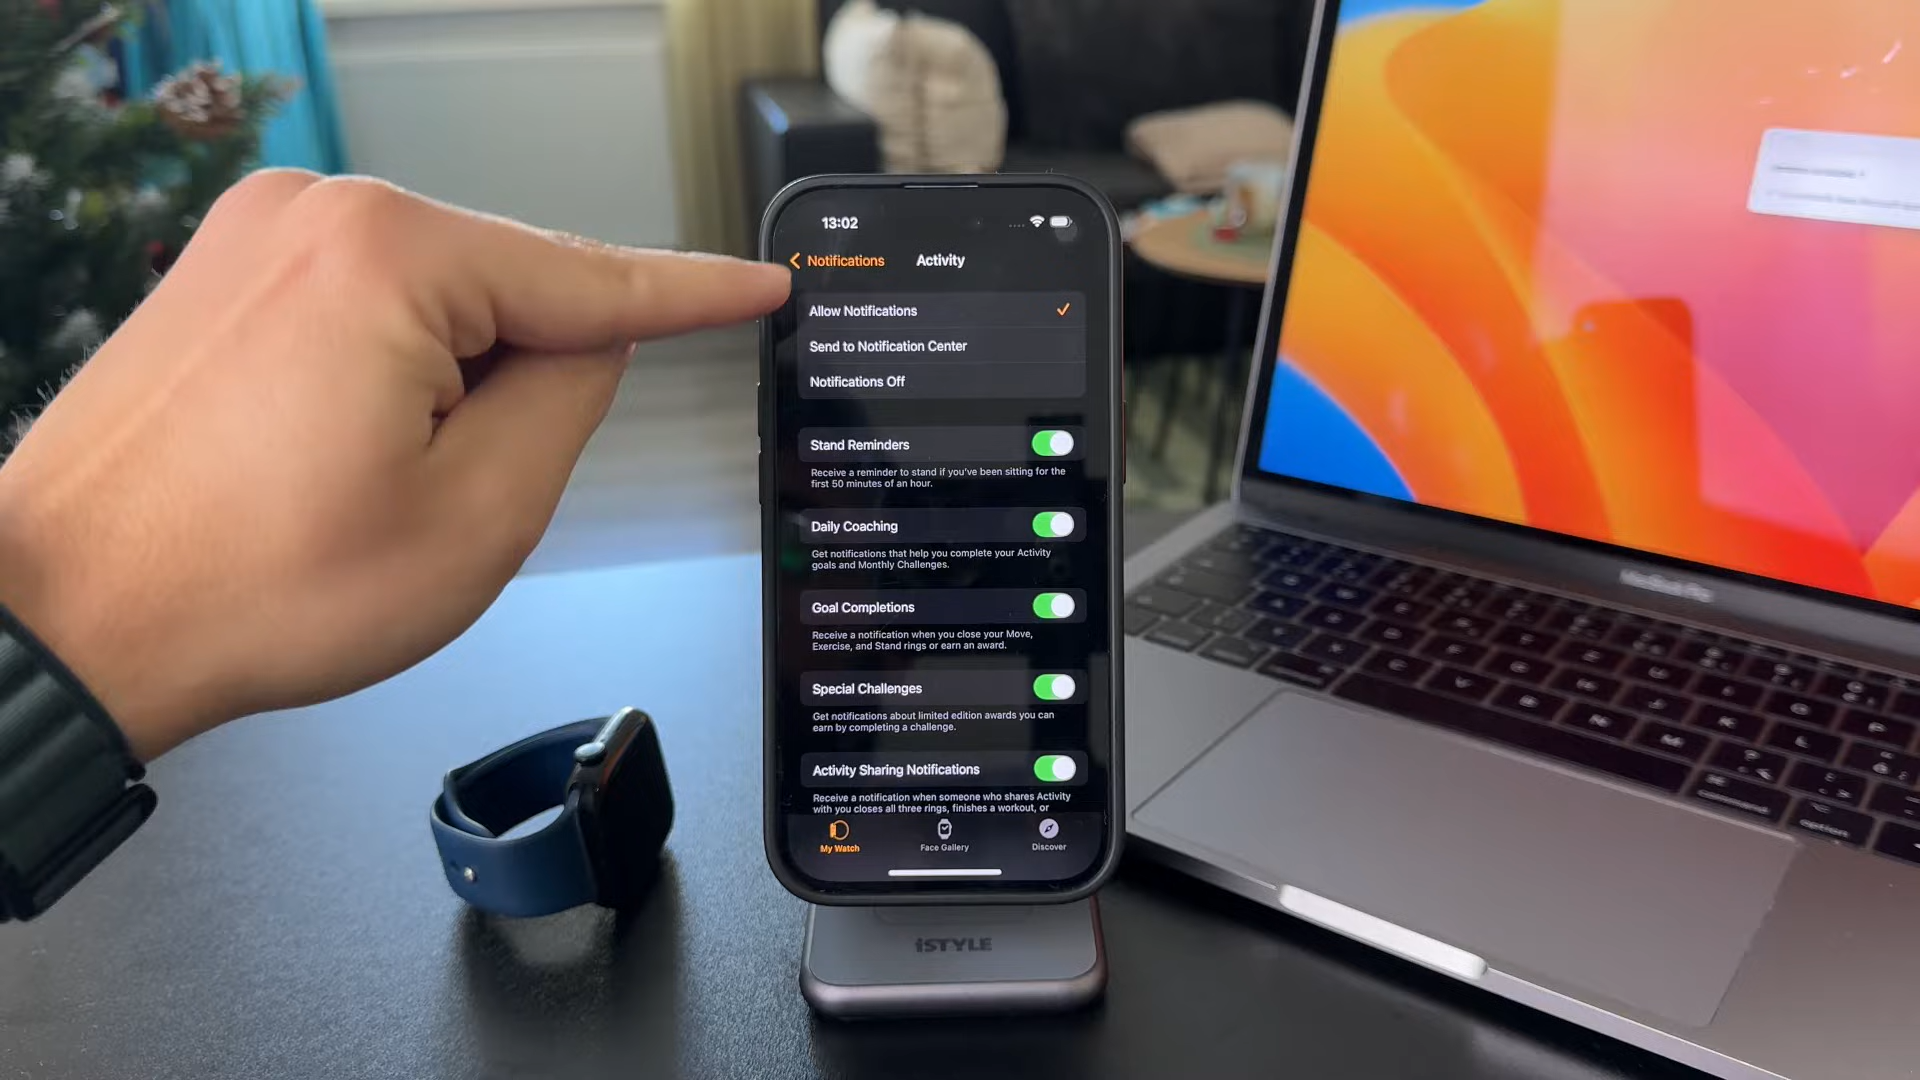 13:02
Notifications
Activity
Allow Notifications
Send to Notification Center
Notifications Off
Stand Reminders
Receive a reminder to stand if you've been sitting for the
first 50 minutes of an hour.
Daily Coaching
Get notifications that help you complete your Activity
goals and Monthly Challenges.
Goal Completions
Receive a notification when you close your Move,
Exercise, and Stand rings or earn an award.
Special Challenges
Get notifications about limited edition awards you can
earn by completing a challenge.
Activity Sharing Notifications
Receive a notification when someone who shares Activity
with you closes all three rings, finishes a workout, or
My Watch
Face Gallery
Discover
iSTYLE
MacBook Pro
command
option